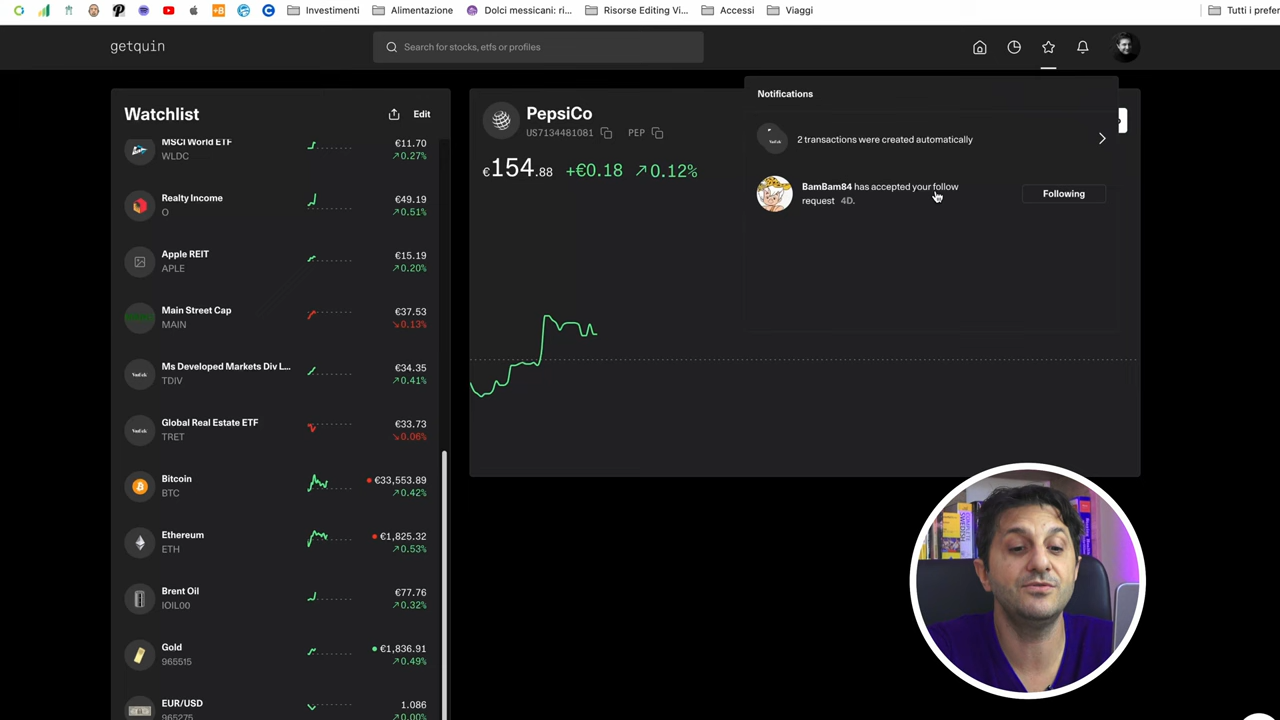 Investimenti
Alimentazione
Dolci messicani: ri...
Risorse Editing Vi...
Accessi
Viaggi
Tutti i prefer
getquin
Search for stocks, etfs or profiles
Watchlist
Edit
MSCI World ETF
WLDC
€11.70
↗0.27%
Realty Income
O
€49.19
↗0.51%
Apple REIT
APLE
€15.19
↗0.20%
Main Street Cap
MAIN
€37.53
↘0.13%
Ms Developed Markets Div L...
TDIV
€34.35
↗0.41%
Global Real Estate ETF
TRET
€33.73
↘0.06%
Bitcoin
BTC
€33,553.89
↗0.42%
Ethereum
ETH
€1,825.32
↗0.53%
Brent Oil
IOIL00
€77.76
↗0.32%
Gold
965515
€1,836.91
↗0.49%
EUR/USD
965275
1.086
↗0.00%
PepsiCo
US7134481081 PEP
€154.88 +€0.18 ↗0.12%
Notifications
2 transactions were created automatically
BamBam84 has accepted your follow
request 4D.
Following